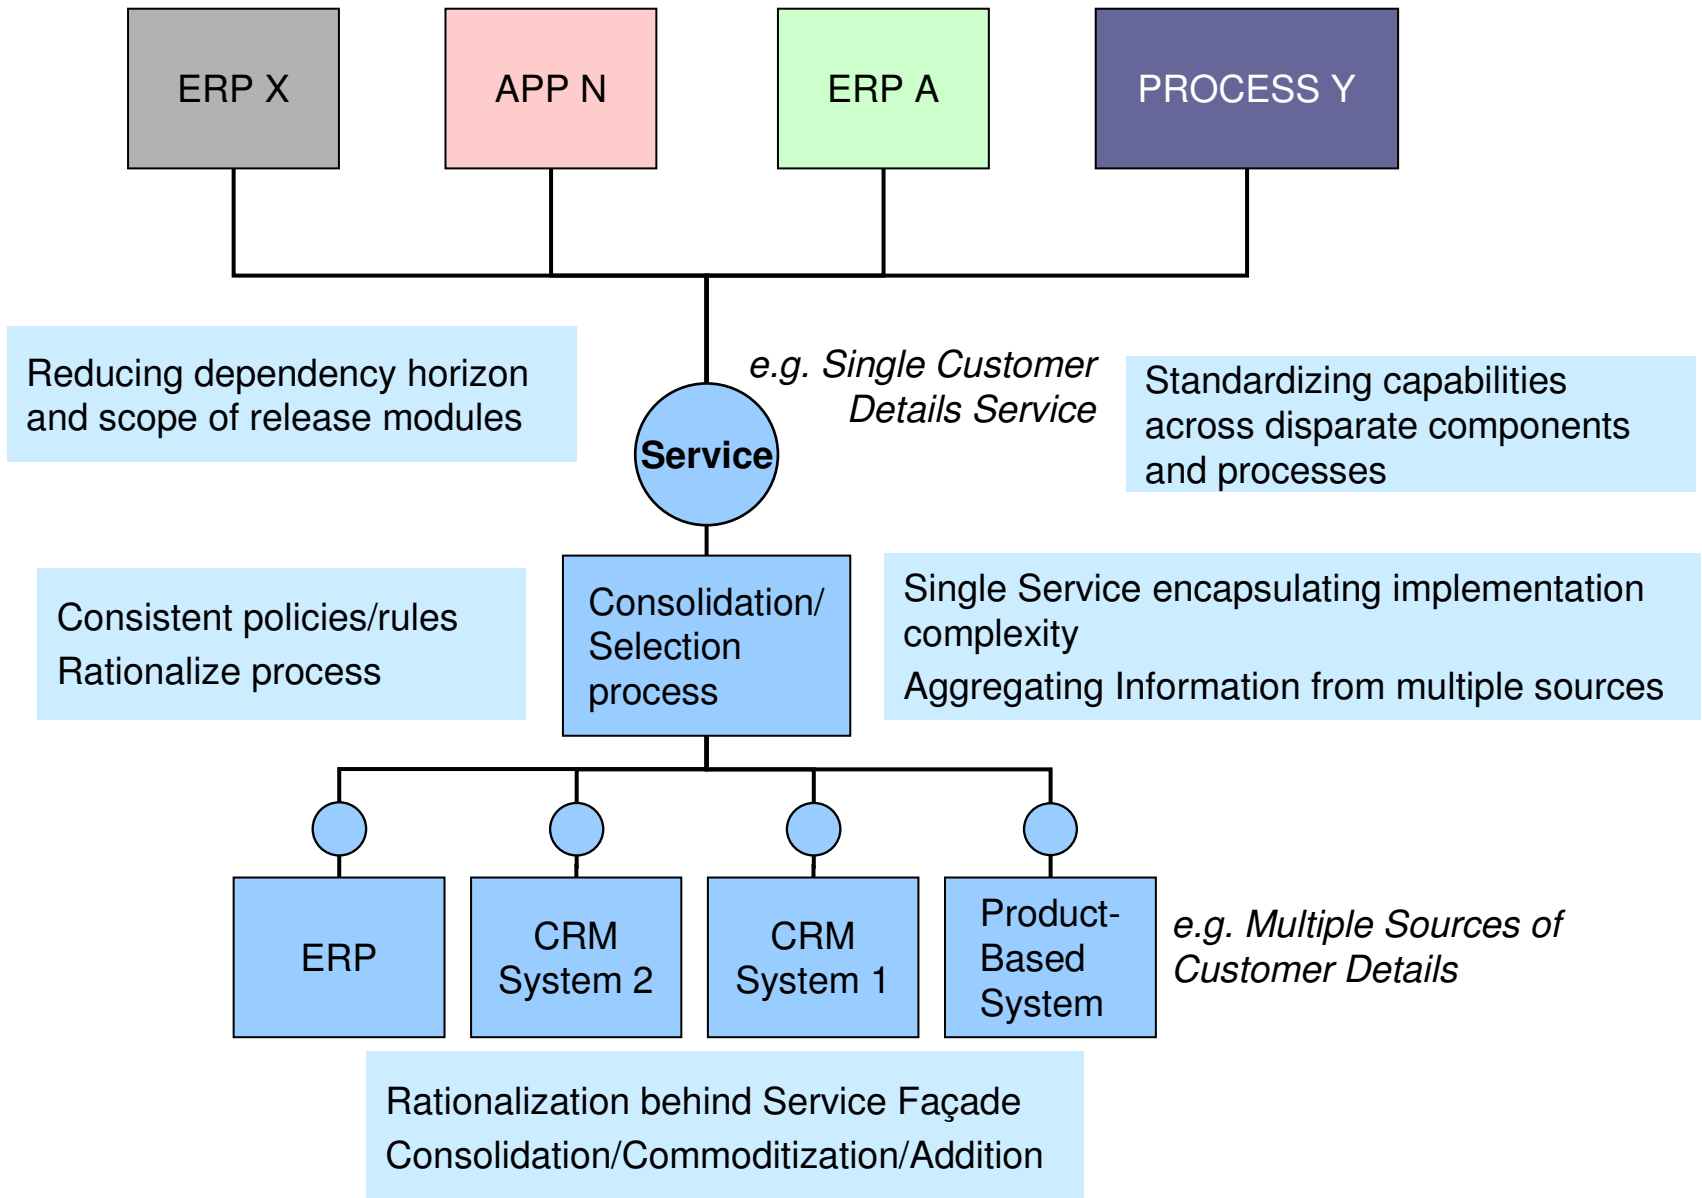 ERP X
APP N
ERP A
PROCESS Y
Reducing dependency horizon
and scope of release modules
e.g. Single Customer
Details Service
Standardizing capabilities
across disparate components
and processes
Service
Consistent policies/rules
Rationalize process
Consolidation/
Selection
process
Single Service encapsulating implementation
complexity
Aggregating Information from multiple sources
ERP
CRM
System 2
CRM
System 1
Product-
Based
System
e.g. Multiple Sources of
Customer Details
Rationalization behind Service Façade
Consolidation/Commoditization/Addition